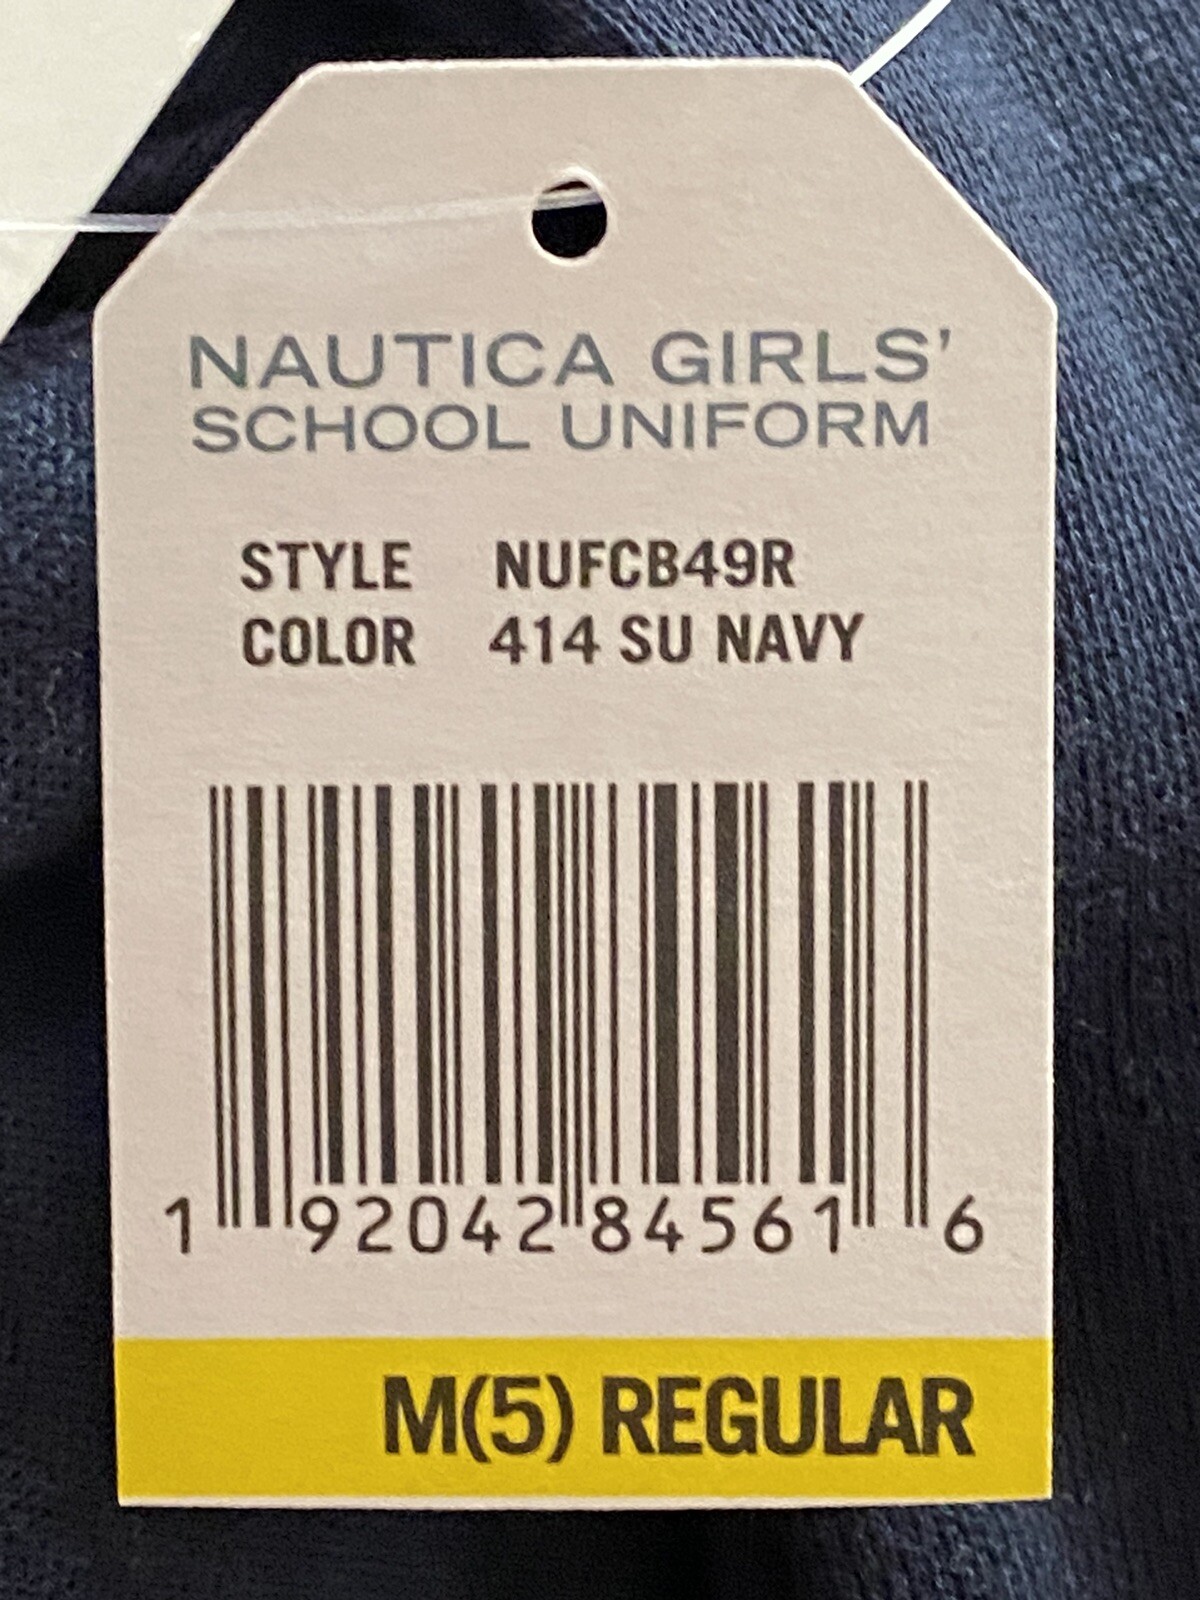 NAUTICA GIRLS'
SCHOOL UNIFORM
STYLE NUFCB49R
COLOR 414 SU NAVY
1 92042 84561 6
M(5) REGULAR